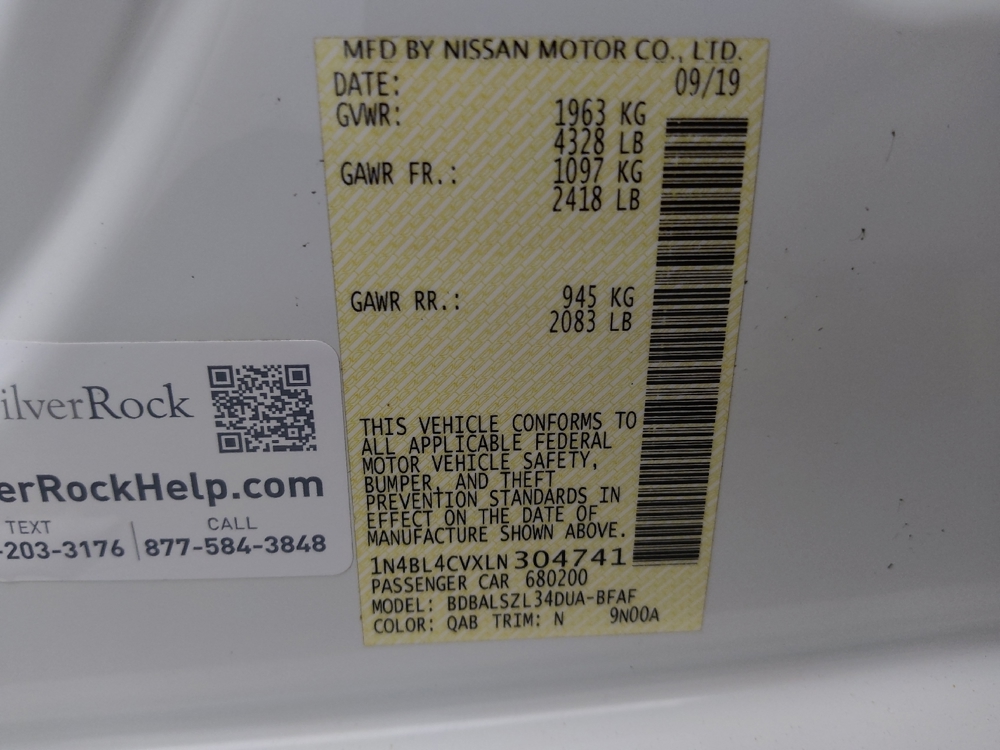 MFD BY NISSAN MOTOR CO., LTD.
DATE: 09/19
GVWR: 1963 KG
4328 LB
GAWR FR.: 1097 KG
2418 LB
GAWR RR.: 945 KG
2083 LB
THIS VEHICLE CONFORMS TO
ALL APPLICABLE FEDERAL
MOTOR VEHICLE SAFETY,
BUMPER, AND THEFT
PREVENTION STANDARDS IN
EFFECT ON THE DATE OF
MANUFACTURE SHOWN ABOVE.
1N4BL4CVXLN304741
PASSENGER CAR 680200
MODEL: BDBALSZL34DUA-BFAF
COLOR: QAB TRIM: N 9N00A
ilverRock
erRockHelp.com
TEXT CALL
-203-3176 877-584-3848